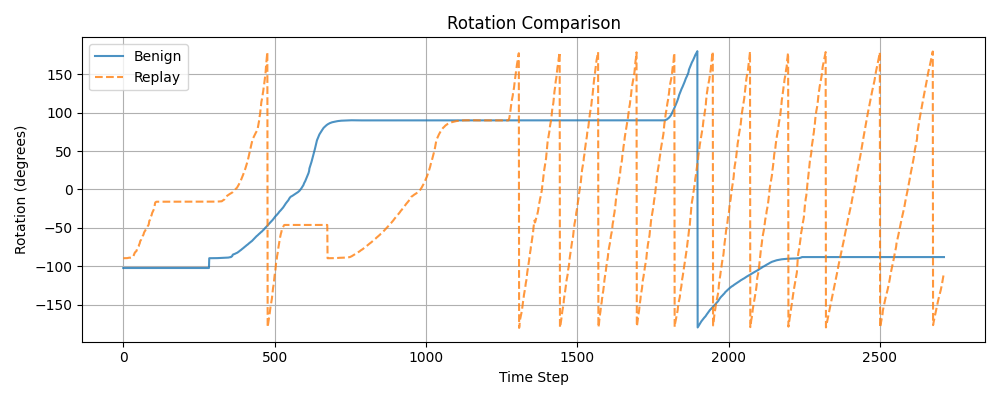 Rotation Comparison
Benign
Replay
Rotation (degrees)
150
100
50
0
−50
−100
−150
0 500 1000 1500 2000 2500
Time Step